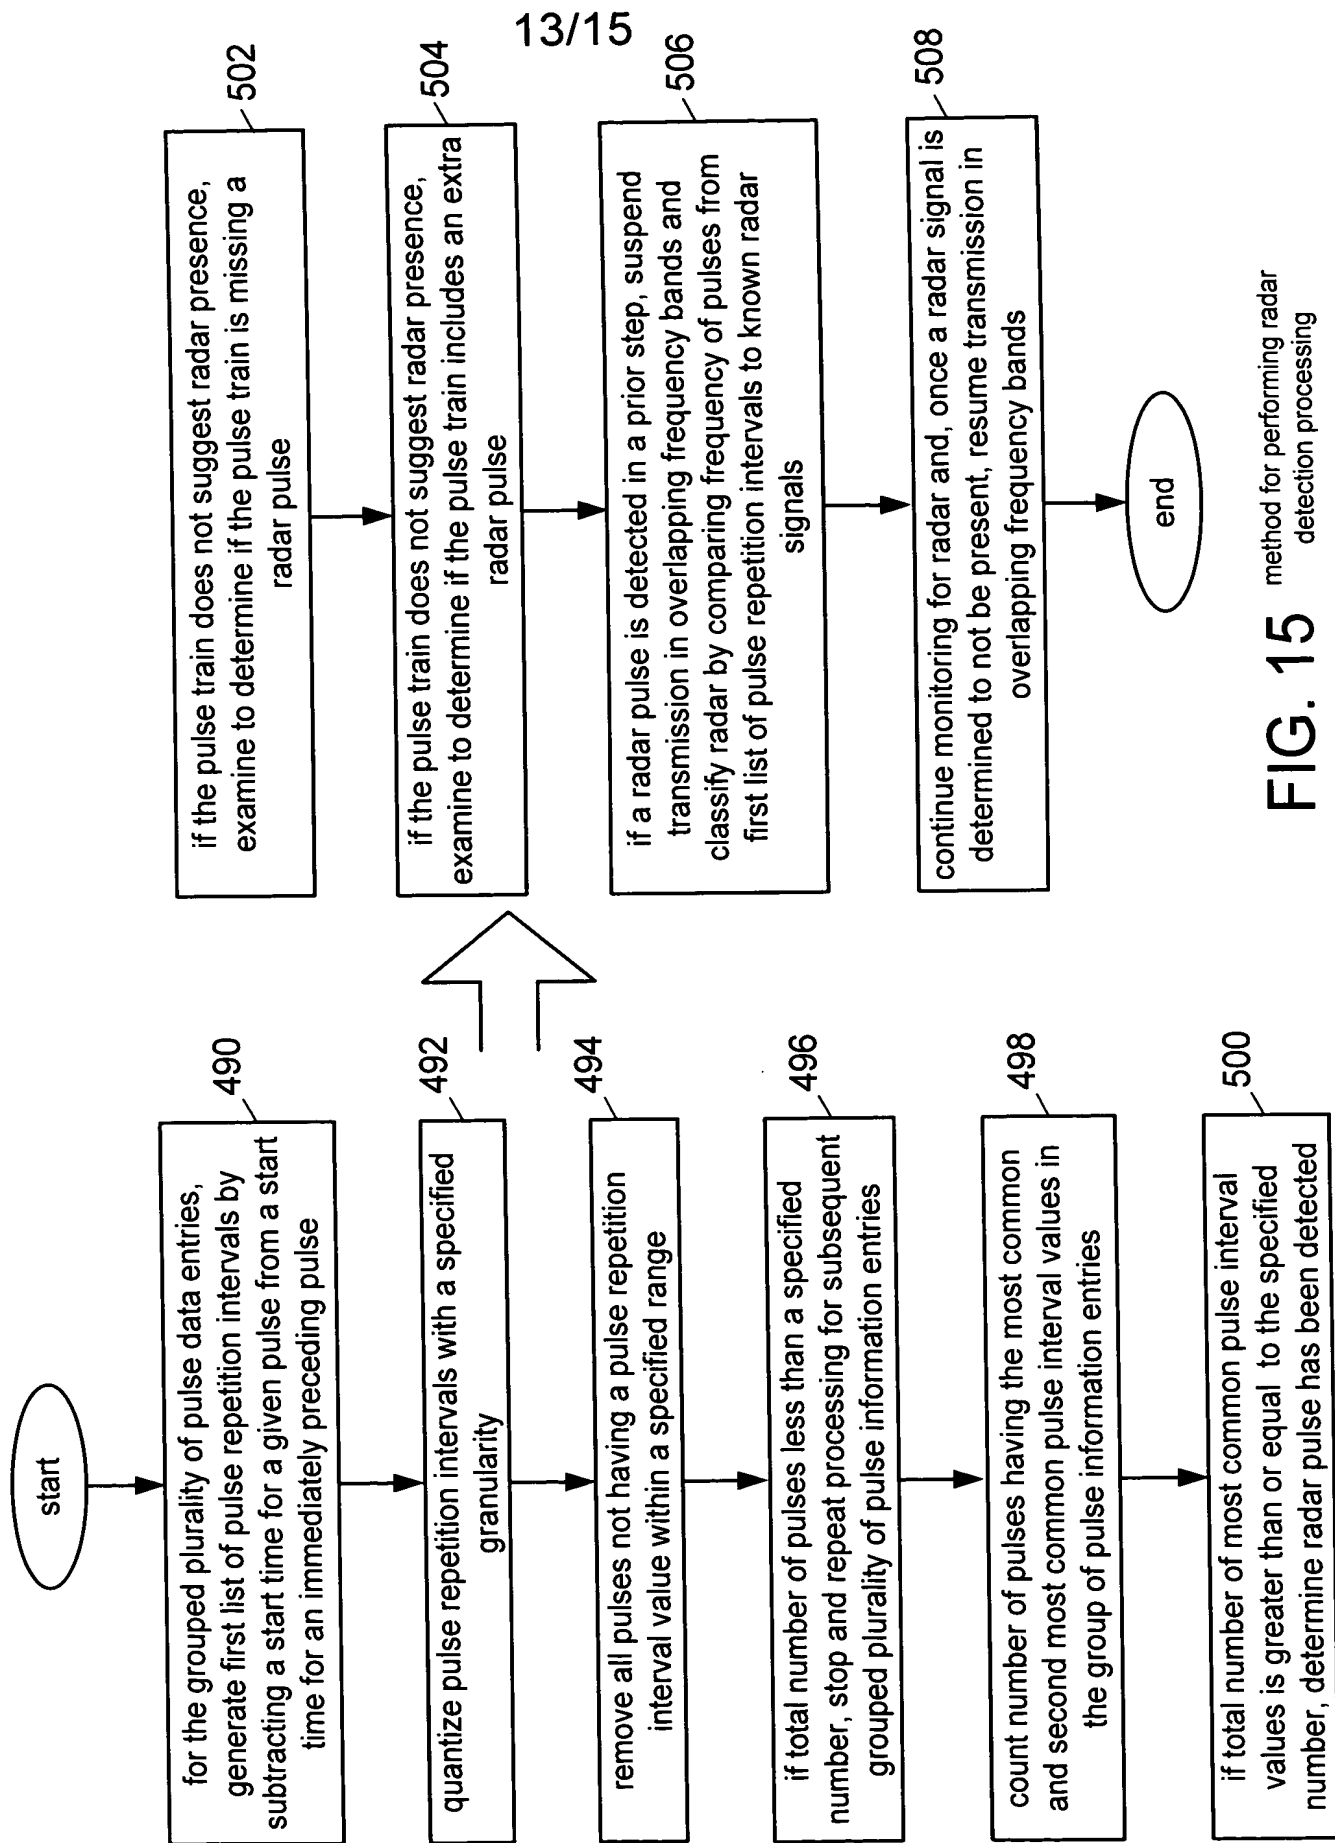 13/15
start
490
for the grouped plurality of pulse data entries,
generate first list of pulse repetition intervals by
subtracting a start time for a given pulse from a start
time for an immediately preceding pulse
492
quantize pulse repetition intervals with a specified
granularity
494
remove all pulses not having a pulse repetition
interval value within a specified range
496
if total number of pulses less than a specified
number, stop and repeat processing for subsequent
grouped plurality of pulse information entries
498
count number of pulses having the most common
and second most common pulse interval values in
the group of pulse information entries
500
if total number of most common pulse interval
values is greater than or equal to the specified
number, determine radar pulse has been detected
502
if the pulse train does not suggest radar presence,
examine to determine if the pulse train is missing a
radar pulse
504
if the pulse train does not suggest radar presence,
examine to determine if the pulse train includes an extra
radar pulse
506
if a radar pulse is detected in a prior step, suspend
transmission in overlapping frequency bands and
classify radar by comparing frequency of pulses from
first list of pulse repetition intervals to known radar
signals
508
continue monitoring for radar and, once a radar signal is
determined to not be present, resume transmission in
overlapping frequency bands
end
FIG. 15
method for performing radar
detection processing